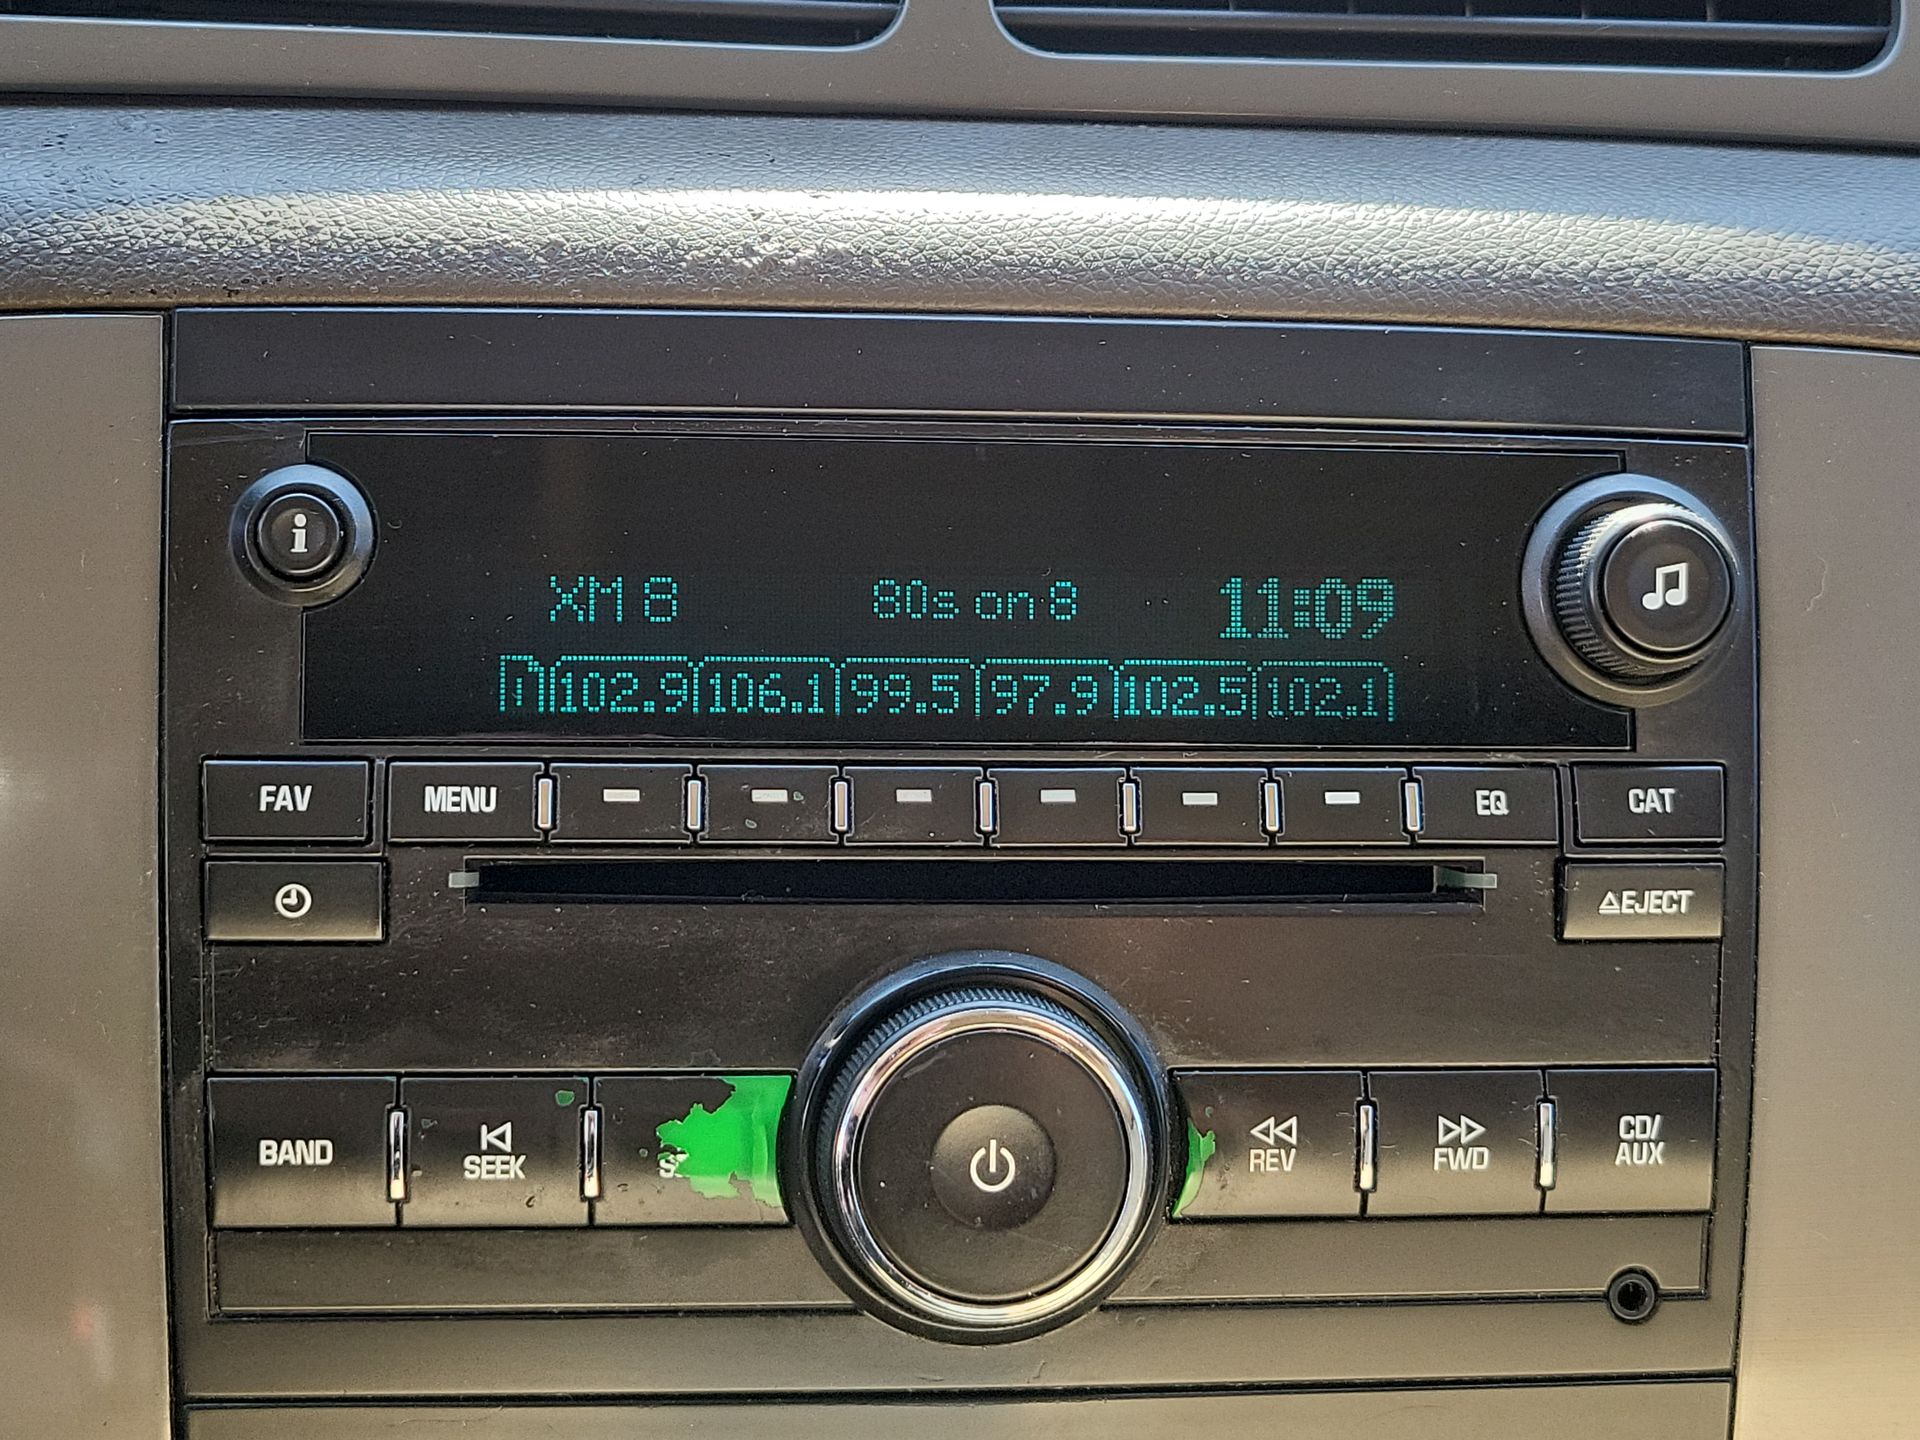 i
XM 8 80s on 8 11:09
1 102.9 106.1 99.5 97.9 102.5 102.1
FAV MENU EQ CAT
EJECT
BAND SEEK REV FWD CD/
AUX